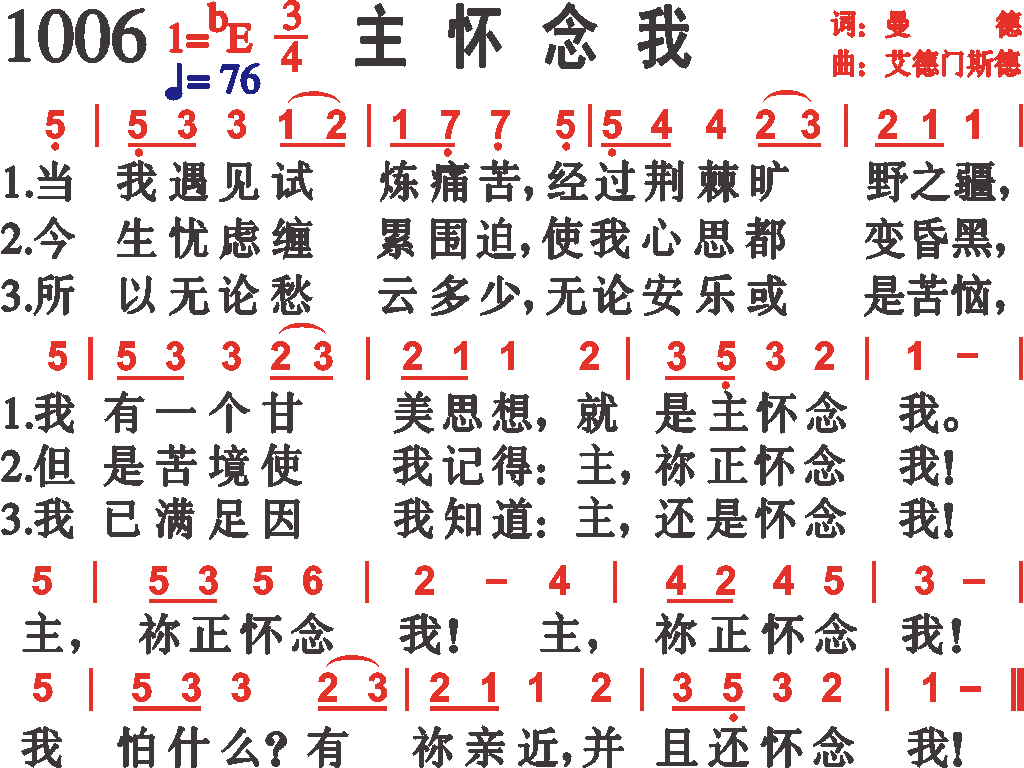 1006 1=bE 3/4 主怀念我 词：曼 德
♩=76 曲：艾德门斯德
5 | 5 3 3 1 2 | 1 7 7 5 | 5 4 4 2 3 | 2 1 1 |
1.当 我遇见试 炼痛苦，经过荆棘旷 野之疆，
2.今 生忧虑缠 累围迫，使我心思都 变昏黑，
3.所 以无论愁 云多少，无论安乐或 是苦恼，
5 | 5 3 3 2 3 | 2 1 1 2 | 3 5 3 2 | 1 － |
1.我 有一个甘 美思想，就 是主怀念 我。
2.但 是苦境使 我记得：主，祢正怀念 我！
3.我 已满足因 我知道：主，还是怀念 我！
5 | 5 3 5 6 | 2 － 4 | 4 2 4 5 | 3 － |
主， 祢正怀念 我！ 主， 祢正怀念 我！
5 | 5 3 3 2 3 | 2 1 1 2 | 3 5 3 2 | 1 － ‖
我 怕什么？有 祢亲近，并 且还怀念 我！